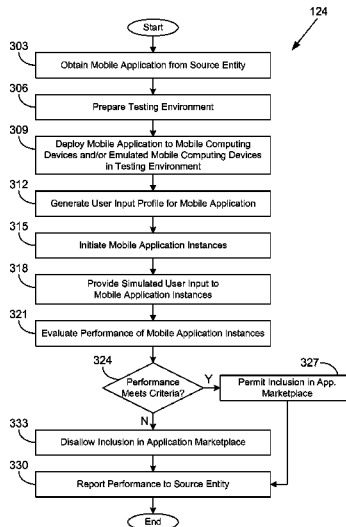 124
Start
303
Obtain Mobile Application from Source Entity
306
Prepare Testing Environment
309
Deploy Mobile Application to Mobile Computing
Devices and/or Emulated Mobile Computing Devices
in Testing Environment
312
Generate User Input Profile for Mobile Application
315
Initiate Mobile Application Instances
318
Provide Simulated User Input to
Mobile Application Instances
321
Evaluate Performance of Mobile Application Instances
324
Performance
Meets Criteria?
Y
327
Permit Inclusion in App.
Marketplace
N
333
Disallow Inclusion in Application Marketplace
330
Report Performance to Source Entity
End